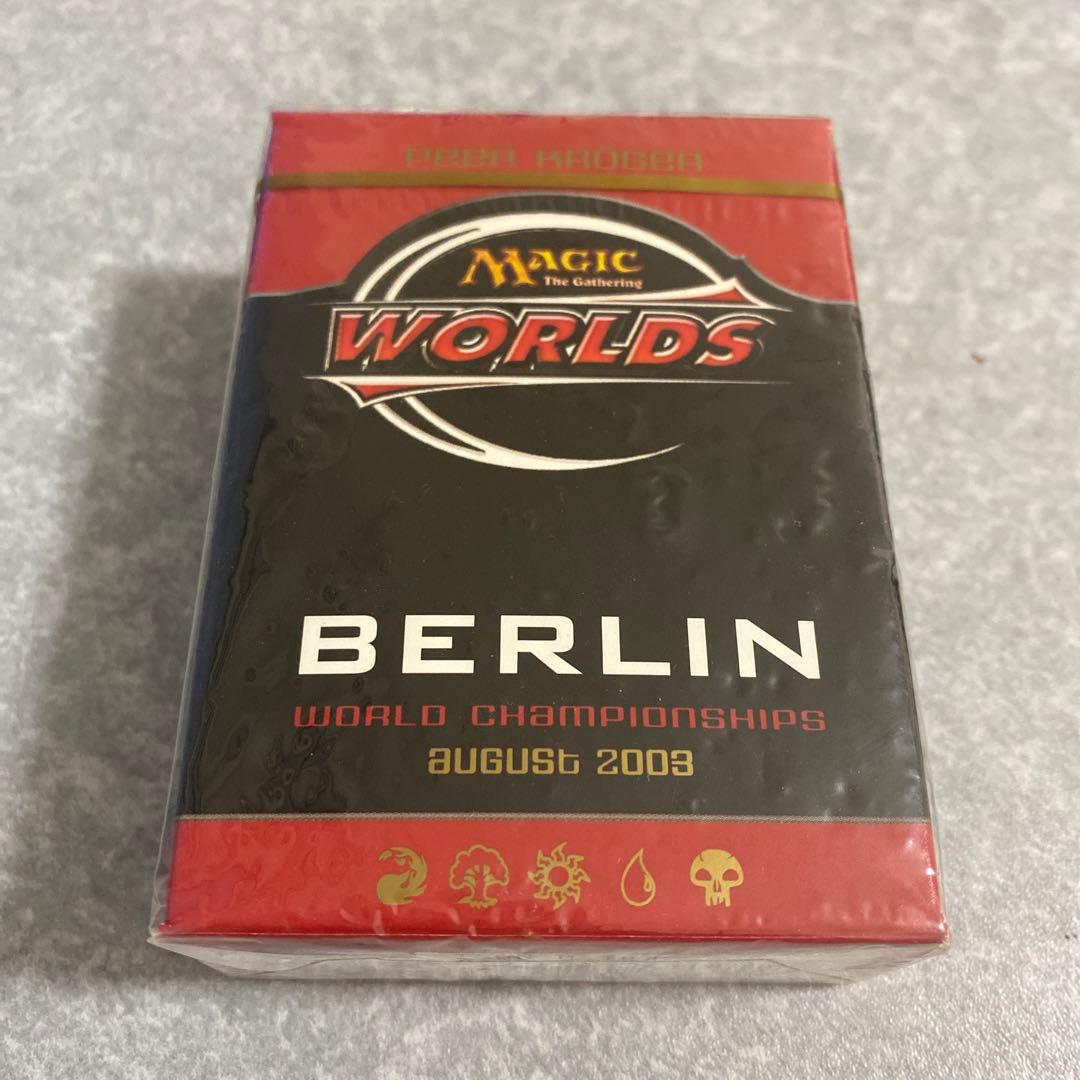 PEER KRÖGER
MAGIC
The Gathering
WORLDS
BERLIN
WORLD CHAMPIONSHIPS
AUGUST 2003